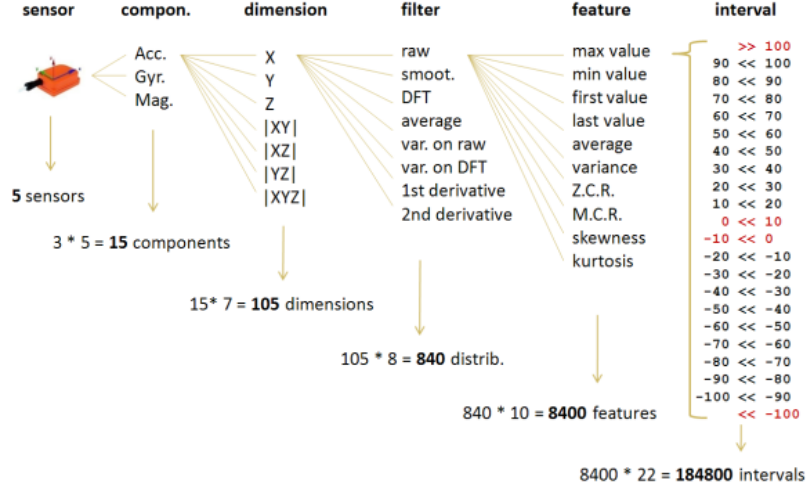 sensor compon. dimension filter feature interval
Acc.
Gyr.
Mag.
X
Y
Z
|XY|
|XZ|
|YZ|
|XYZ|
raw
smoot.
DFT
average
var. on raw
var. on DFT
1st derivative
2nd derivative
max value
min value
first value
last value
average
variance
Z.C.R.
M.C.R.
skewness
kurtosis
>> 100
90 << 100
80 << 90
70 << 80
60 << 70
50 << 60
40 << 50
30 << 40
20 << 30
10 << 20
0 << 10
-10 << 0
-20 << -10
-30 << -20
-40 << -30
-50 << -40
-60 << -50
-70 << -60
-80 << -70
-90 << -80
-100 << -90
<< -100
5 sensors
3 * 5 = 15 components
15* 7 = 105 dimensions
105 * 8 = 840 distrib.
840 * 10 = 8400 features
8400 * 22 = 184800 intervals